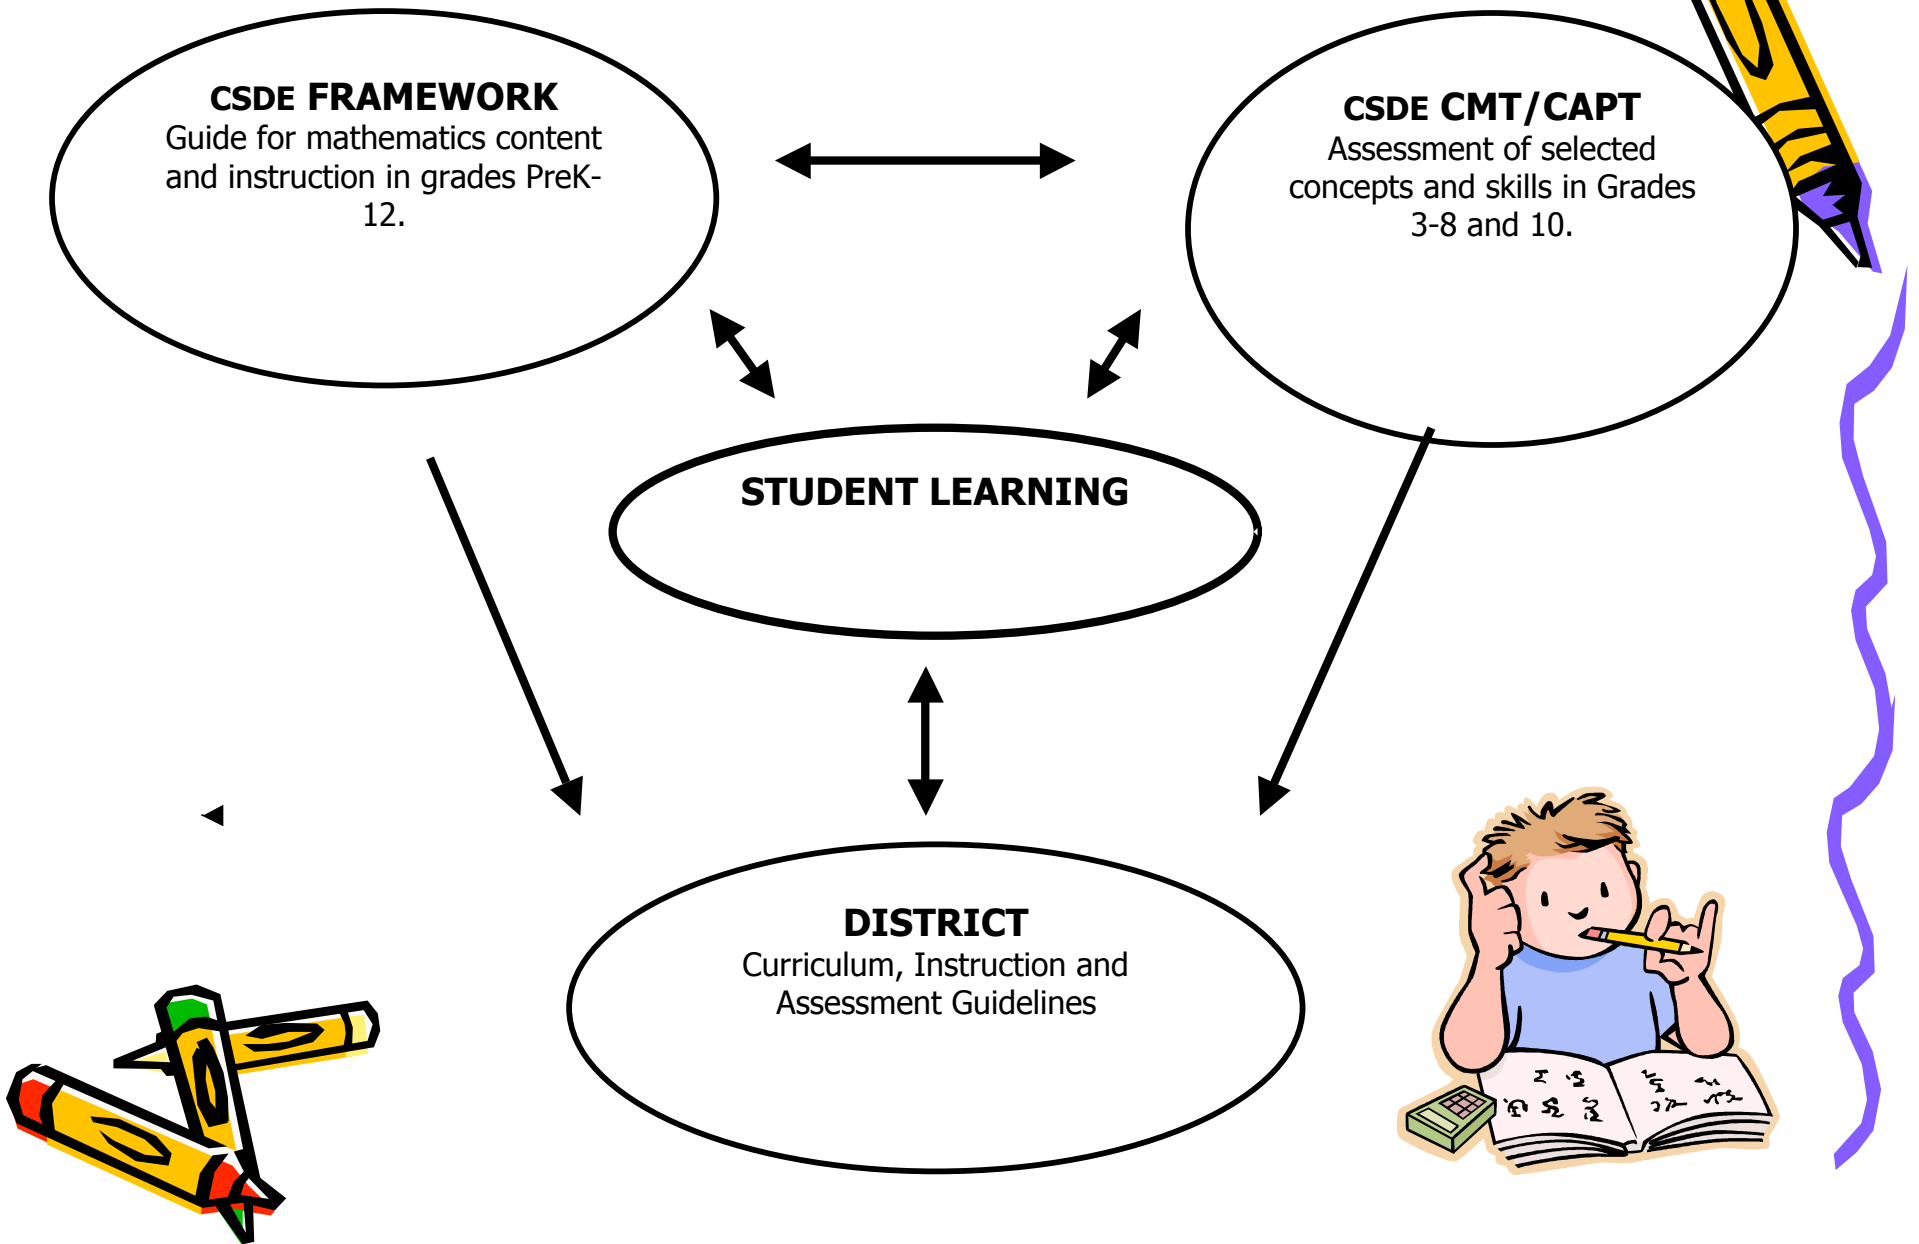 CSDE FRAMEWORK
Guide for mathematics content
and instruction in grades PreK-
12.
CSDE CMT/CAPT
Assessment of selected
concepts and skills in Grades
3-8 and 10.
STUDENT LEARNING
DISTRICT
Curriculum, Instruction and
Assessment Guidelines